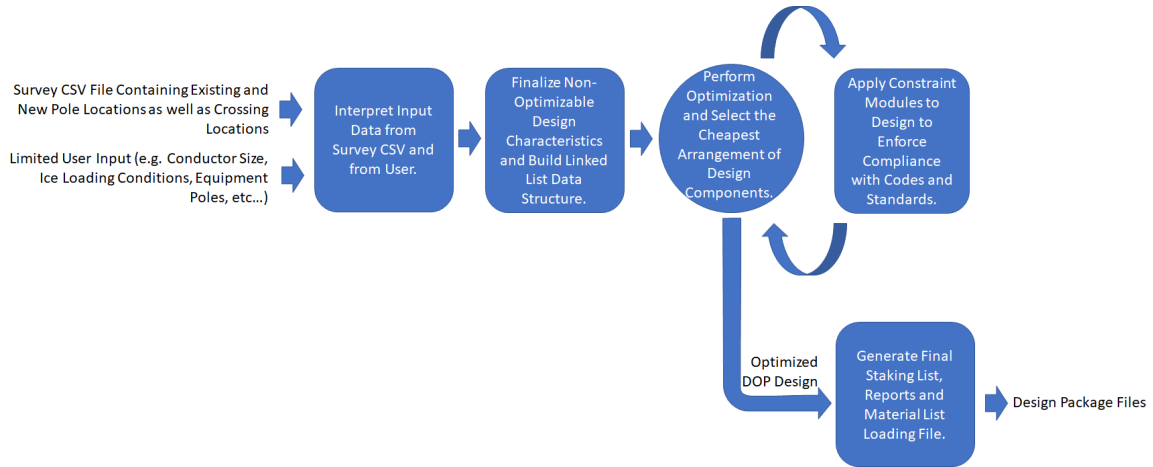 Survey CSV File Containing Existing and
New Pole Locations as well as Crossing
Locations
Limited User Input (e.g. Conductor Size,
Ice Loading Conditions, Equipment
Poles, etc...)
Interpret Input
Data from
Survey CSV and
from User.
Finalize Non-
Optimizable
Design
Characteristics
and Build Linked
List Data
Structure.
Perform
Optimization
and Select the
Cheapest
Arrangement of
Design
Components.
Apply Constraint
Modules to
Design to
Enforce
Compliance
with Codes and
Standards.
Optimized
DOP Design
Generate Final
Staking List,
Reports and
Material List
Loading File.
Design Package Files